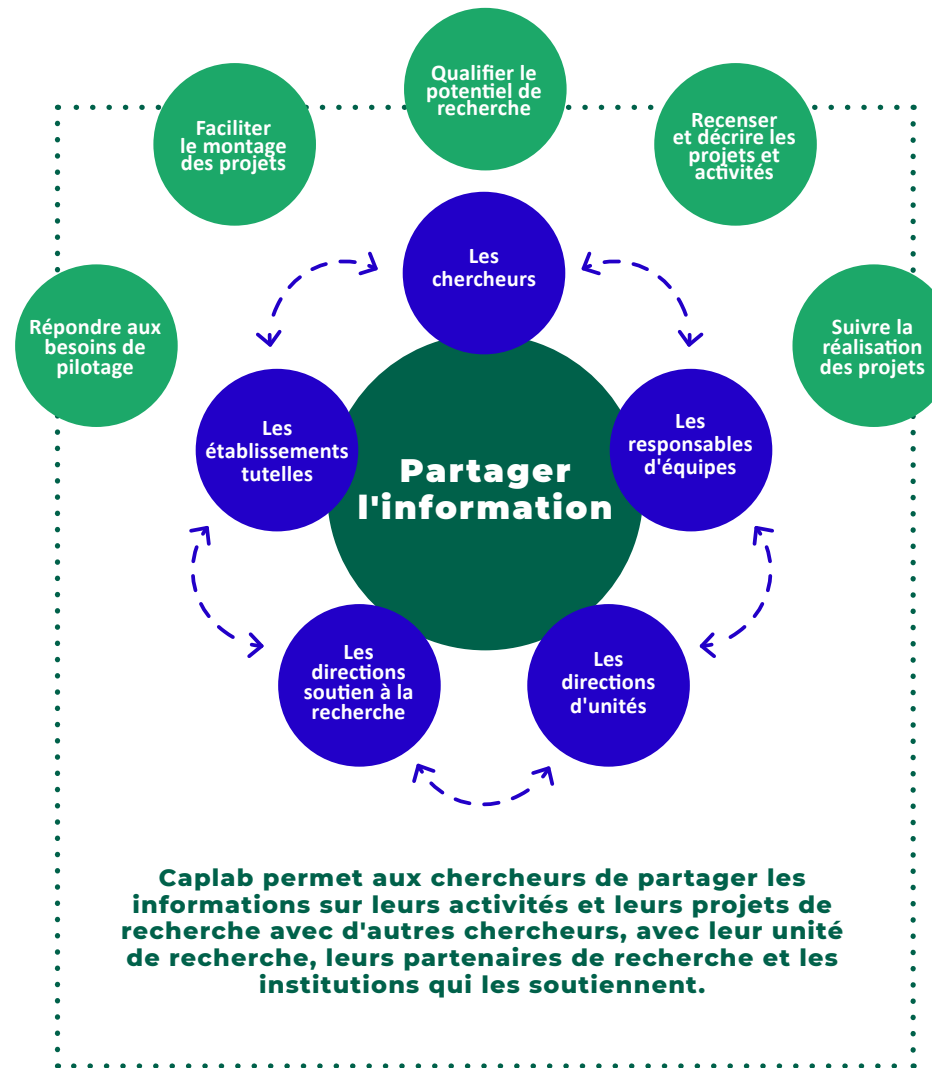 Qualifier le
potentiel de
recherche
Faciliter
le montage
des projets
Recenser
et décrire les
projets et
activités
Les
chercheurs
Répondre aux
besoins de
pilotage
Suivre la
réalisation
des projets
Les
établissements
tutelles
Les
responsables
d'équipes
Partager
l'information
Les
directions
soutien à la
recherche
Les
directions
d'unités
Caplab permet aux chercheurs de partager les
informations sur leurs activités et leurs projets de
recherche avec d'autres chercheurs, avec leur unité
de recherche, leurs partenaires de recherche et les
institutions qui les soutiennent.